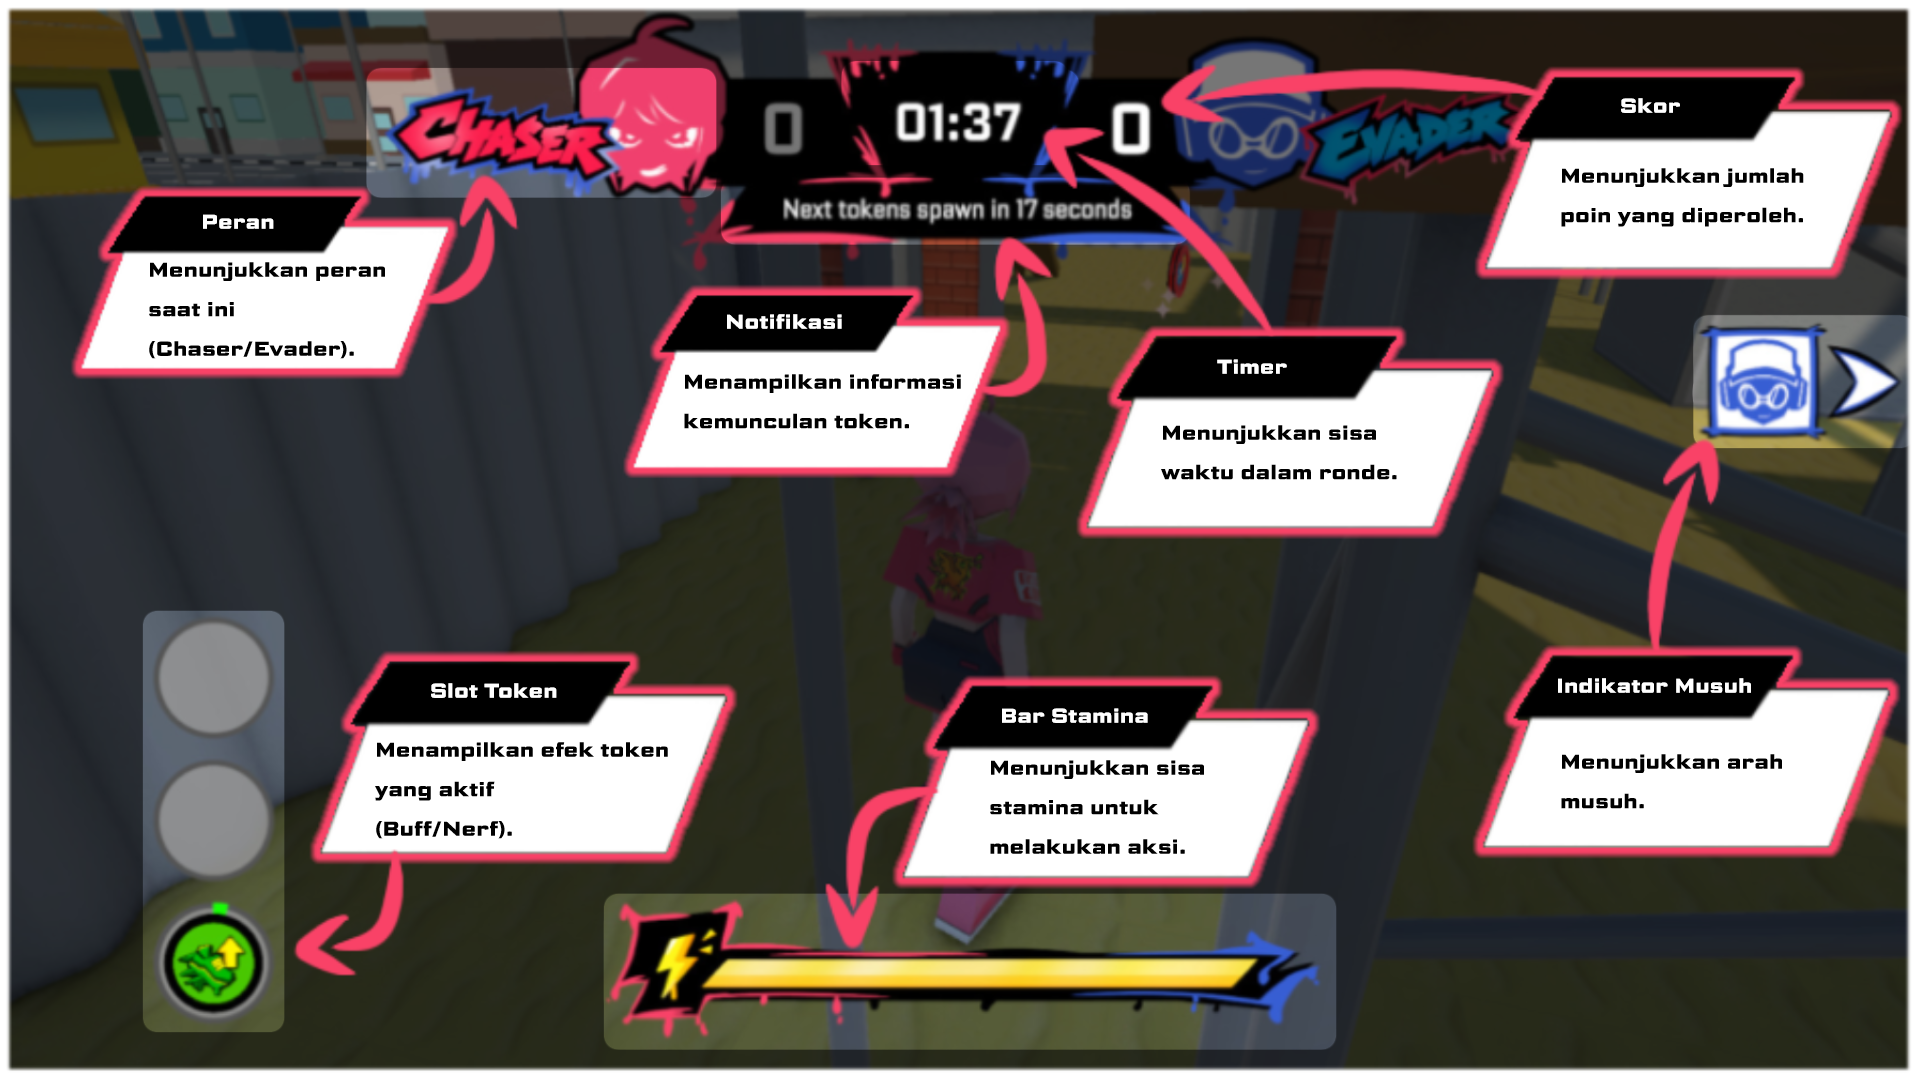 CHASER
0
01:37
0
EVADER
Next tokens spawn in 17 seconds
Skor
Menunjukkan jumlah
poin yang diperoleh.
Peran
Menunjukkan peran
saat ini
(Chaser/Evader).
Notifikasi
Menampilkan informasi
kemunculan token.
Timer
Menunjukkan sisa
waktu dalam ronde.
Slot Token
Menampilkan efek token
yang aktif
(Buff/Nerf).
Bar Stamina
Menunjukkan sisa
stamina untuk
melakukan aksi.
Indikator Musuh
Menunjukkan arah
musuh.